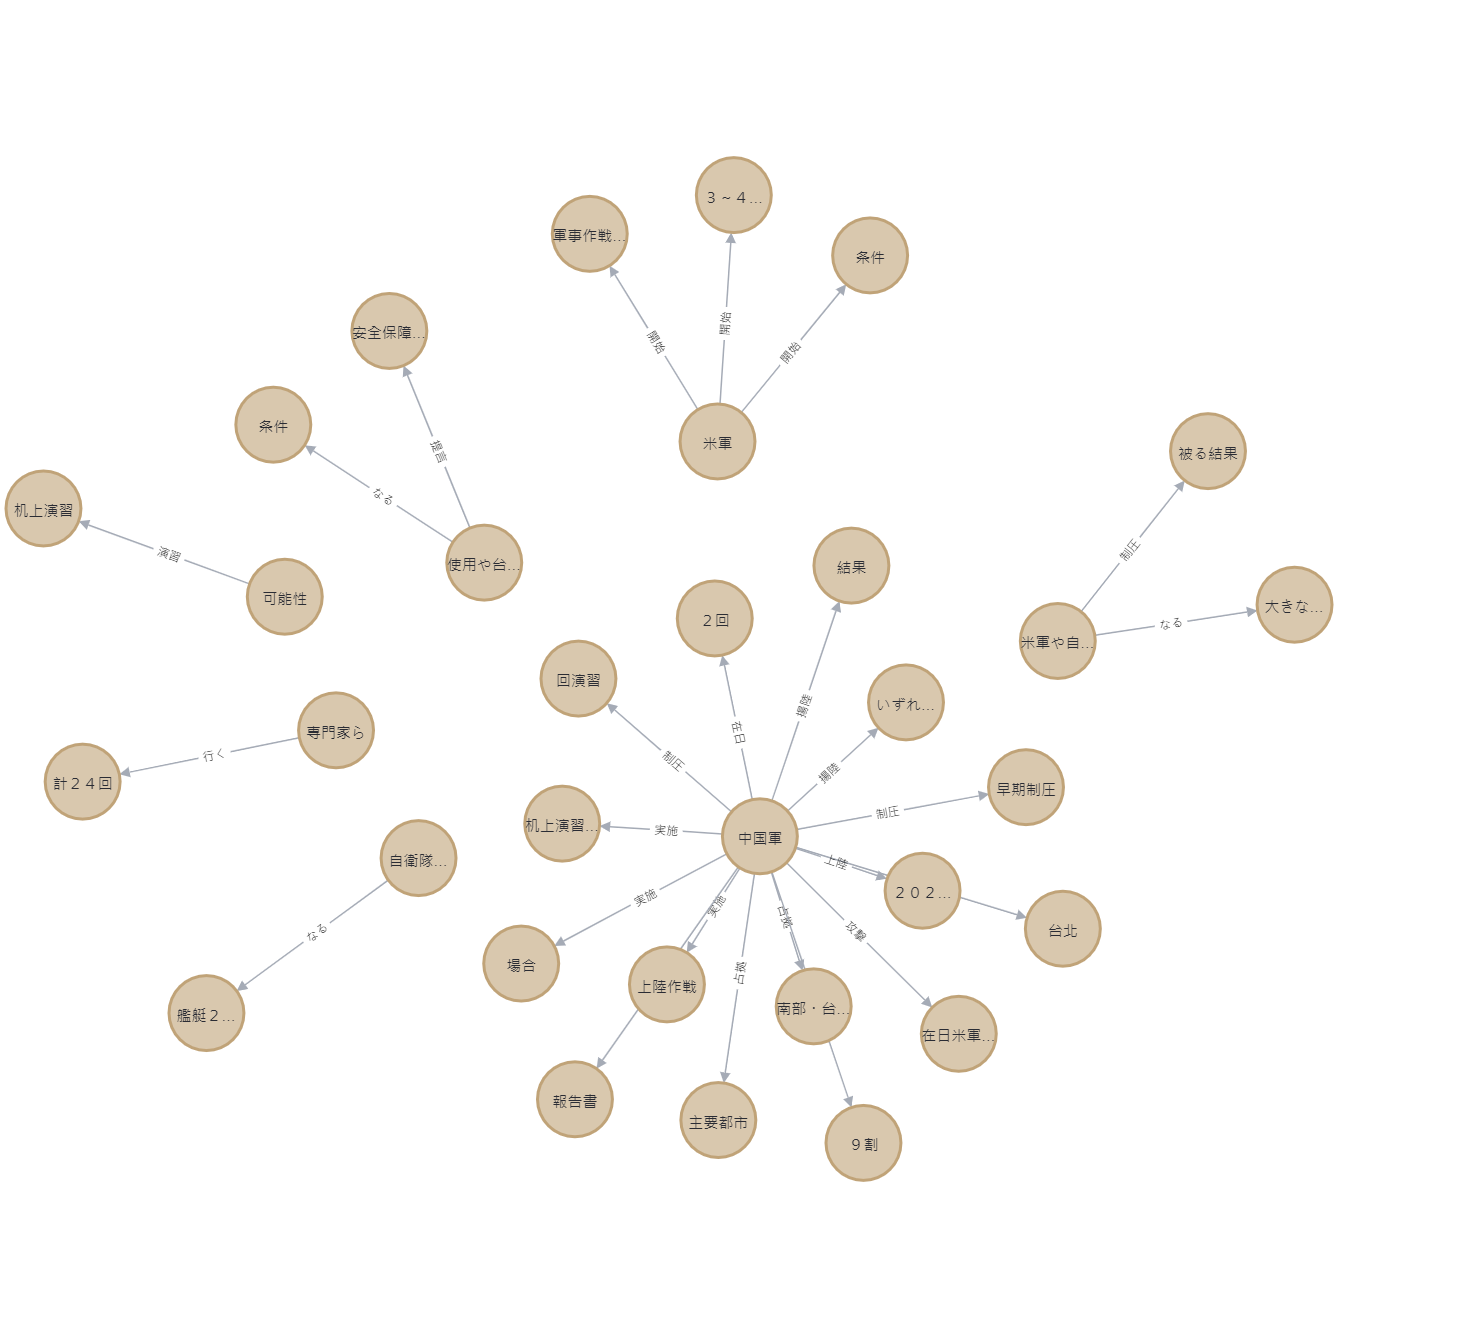 ３～４…
軍事作戦…
条件
開始
開始
開始
安全保障…
条件
米軍
提言
なる
被る結果
机上演習
演習
使用や台…
制圧
可能性
結果
大きな…
２回
なる
米軍や自…
回演習
揚陸
いずれ…
在日
専門家ら
行く
計２４回
制圧
揚陸
早期制圧
机上演習…
実施
中国軍
制圧
自衛隊…
上陸
２０２…
実施
実施
占拠
攻撃
台北
なる
場合
上陸作戦
占拠
南部・台…
在日米軍…
艦艇２…
報告書
主要都市
９割